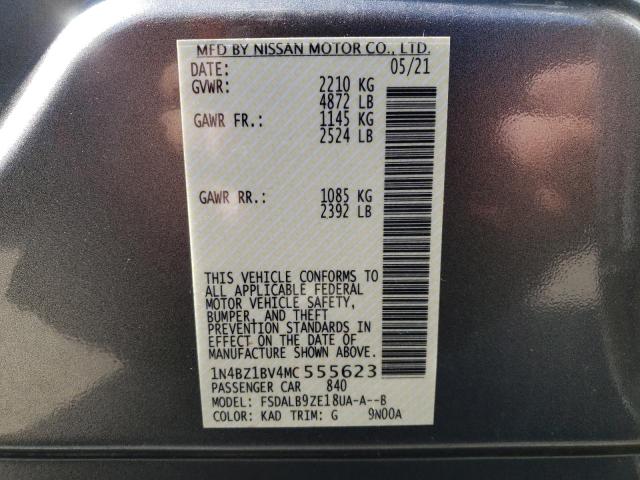 MFD BY NISSAN MOTOR CO., LTD.
DATE: 05/21
GVWR: 2210 KG
4872 LB
GAWR FR.: 1145 KG
2524 LB
GAWR RR.: 1085 KG
2392 LB
THIS VEHICLE CONFORMS TO
ALL APPLICABLE FEDERAL
MOTOR VEHICLE SAFETY,
BUMPER, AND THEFT
PREVENTION STANDARDS IN
EFFECT ON THE DATE OF
MANUFACTURE SHOWN ABOVE.
1N4BZ1BV4MC 555623
PASSENGER CAR 840
MODEL: FSDALB9ZE18UA-A--B
COLOR: KAD TRIM: G 9N00A